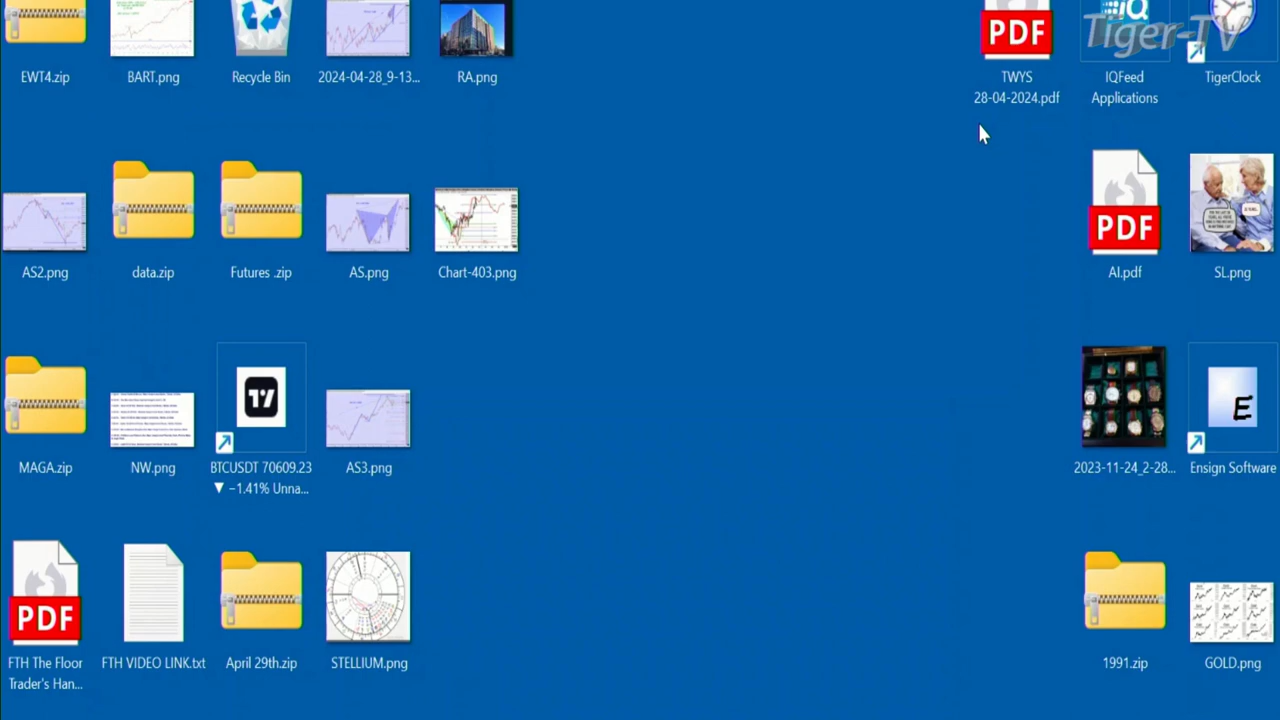 Tiger-TV
EWT4.zip
BART.png
Recycle Bin
2024-04-28_9-13...
RA.png
PDF
TWYS
28-04-2024.pdf
IQ
IQFeed
Applications
TigerClock
AS2.png
data.zip
Futures .zip
AS.png
Chart-403.png
PDF
AI.pdf
SL.png
MAGA.zip
NW.png
BTCUSDT 70609.23
▼ −1.41% Unna...
AS3.png
2023-11-24_2-28...
E
Ensign Software
PDF
FTH The Floor
Trader's Han...
FTH VIDEO LINK.txt
April 29th.zip
STELLIUM.png
1991.zip
GOLD.png